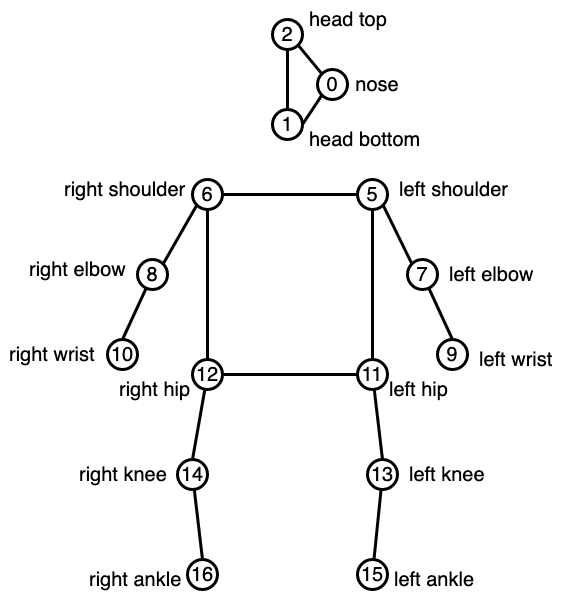 head top
2
0 nose
1
head bottom
right shoulder 6 5 left shoulder
right elbow 8 7 left elbow
right wrist 10 9 left wrist
12 11
right hip left hip
right knee 14 13 left knee
right ankle 16 15 left ankle